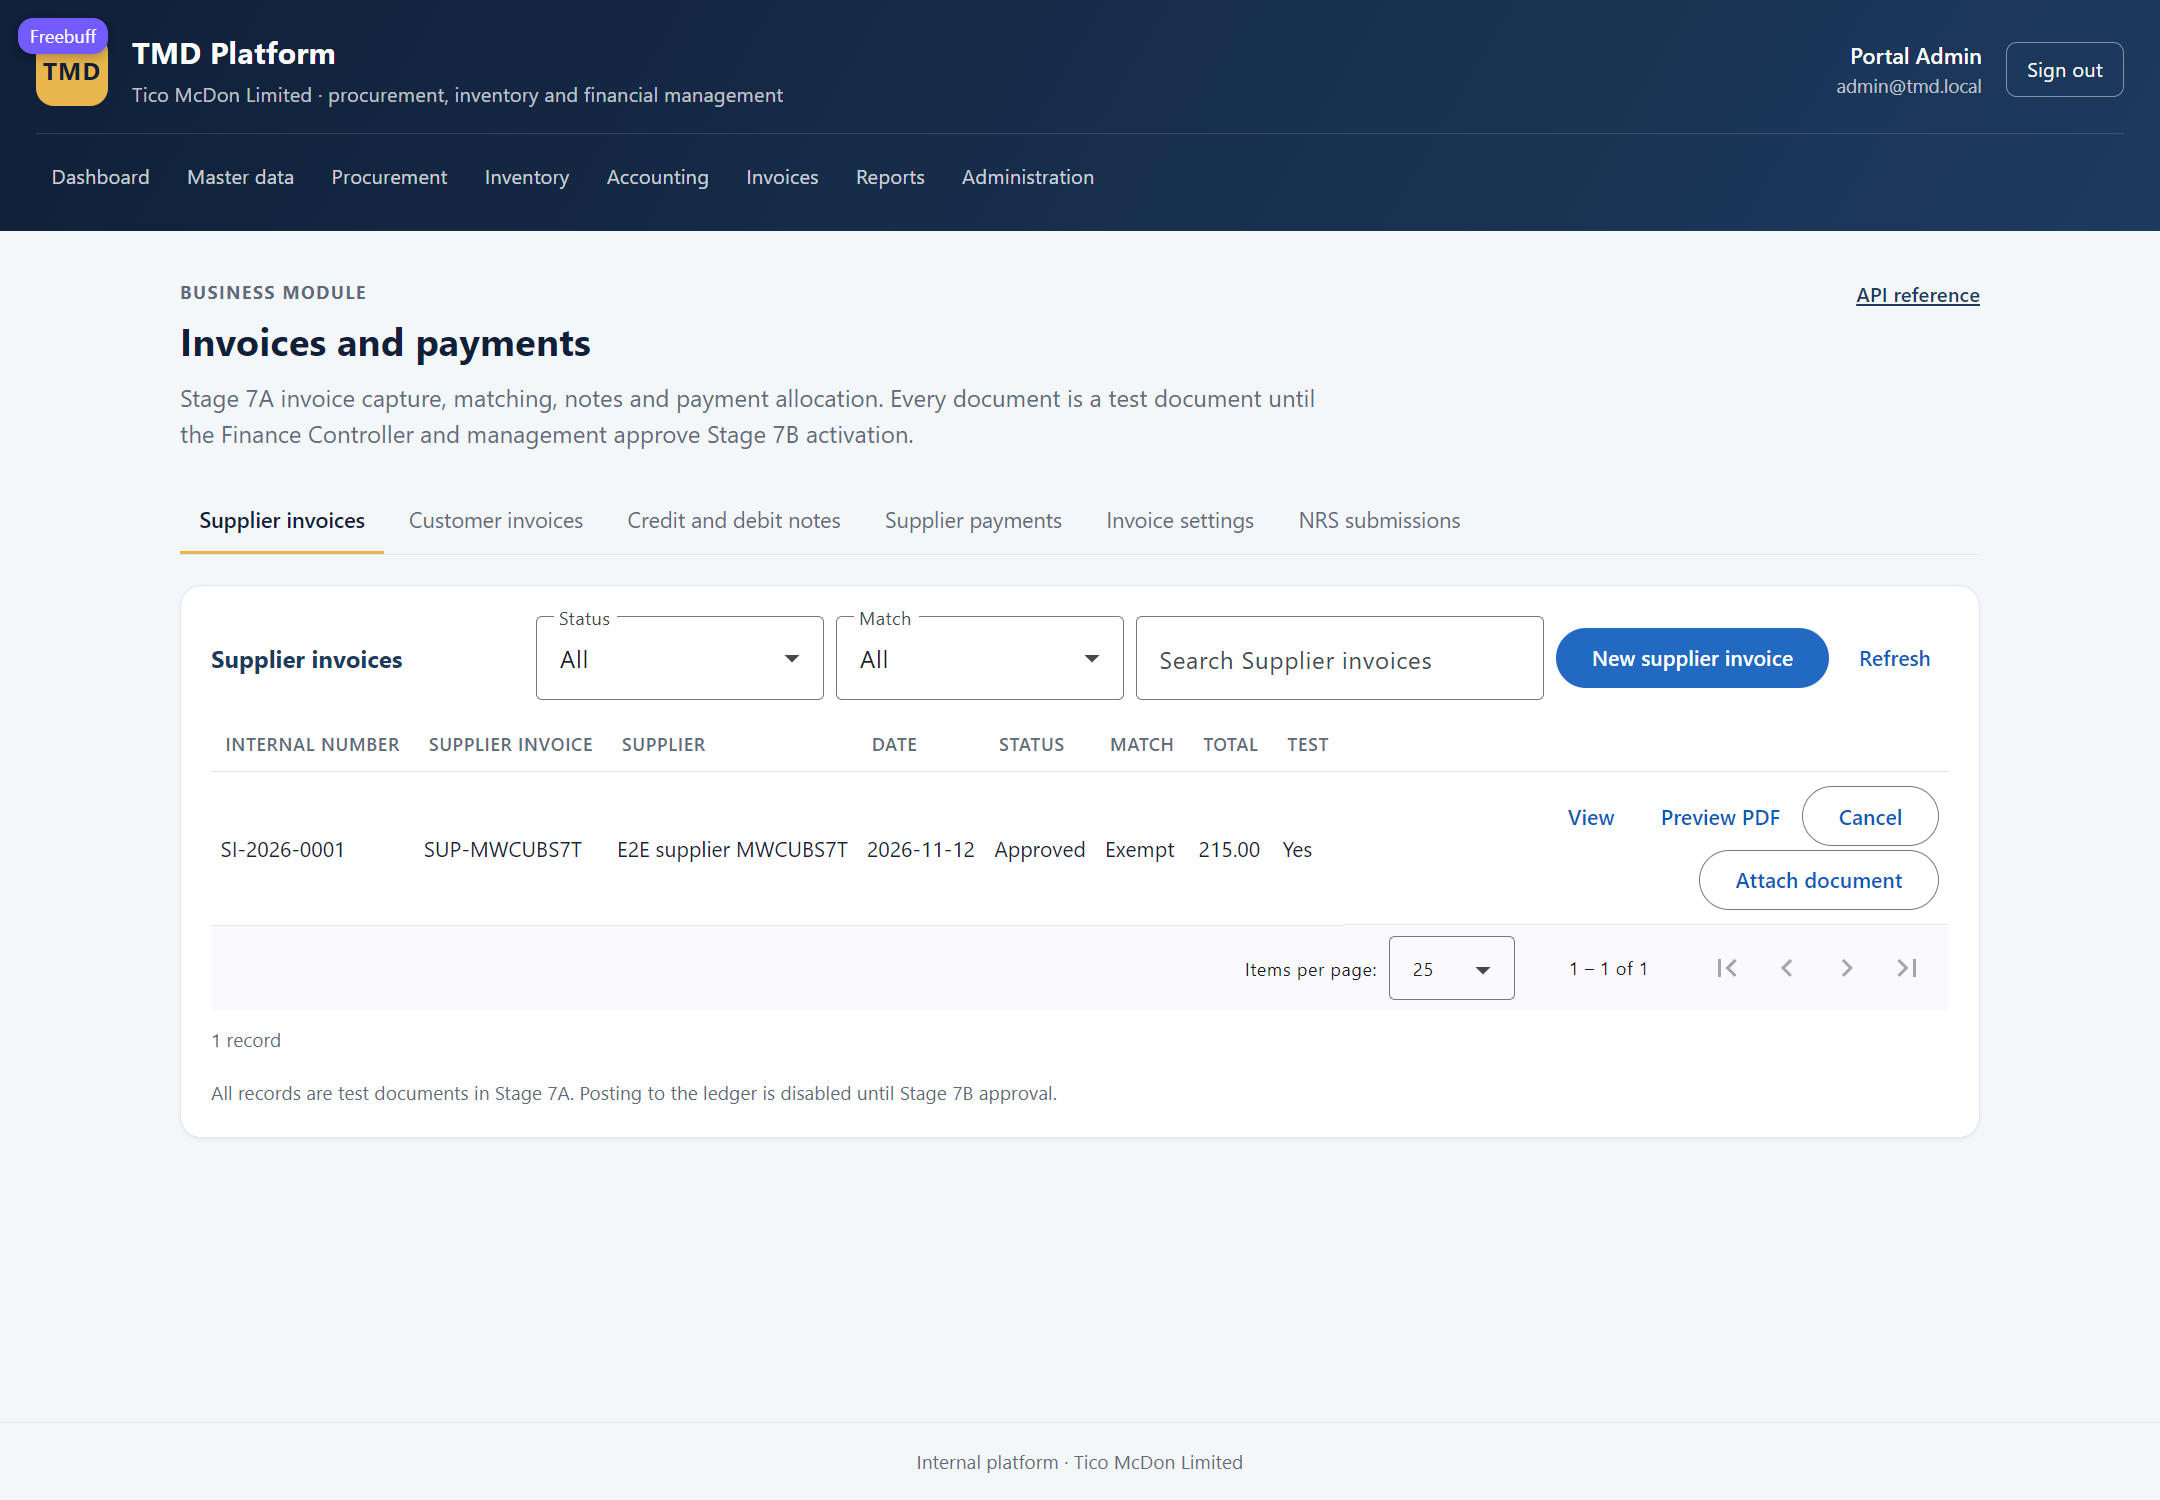 Freebuff
TMD
TMD Platform
Tico McDon Limited · procurement, inventory and financial management
Portal Admin
admin@tmd.local
Sign out
Dashboard Master data Procurement Inventory Accounting Invoices Reports Administration
BUSINESS MODULE
API reference
Invoices and payments
Stage 7A invoice capture, matching, notes and payment allocation. Every document is a test document until
the Finance Controller and management approve Stage 7B activation.
Supplier invoices Customer invoices Credit and debit notes Supplier payments Invoice settings NRS submissions
Supplier invoices
Status
All
Match
All
Search Supplier invoices
New supplier invoice
Refresh
INTERNAL NUMBER SUPPLIER INVOICE SUPPLIER DATE STATUS MATCH TOTAL TEST
SI-2026-0001 SUP-MWCUBS7T E2E supplier MWCUBS7T 2026-11-12 Approved Exempt 215.00 Yes
View Preview PDF Cancel
Attach document
Items per page: 25 1 – 1 of 1
1 record
All records are test documents in Stage 7A. Posting to the ledger is disabled until Stage 7B approval.
Internal platform · Tico McDon Limited